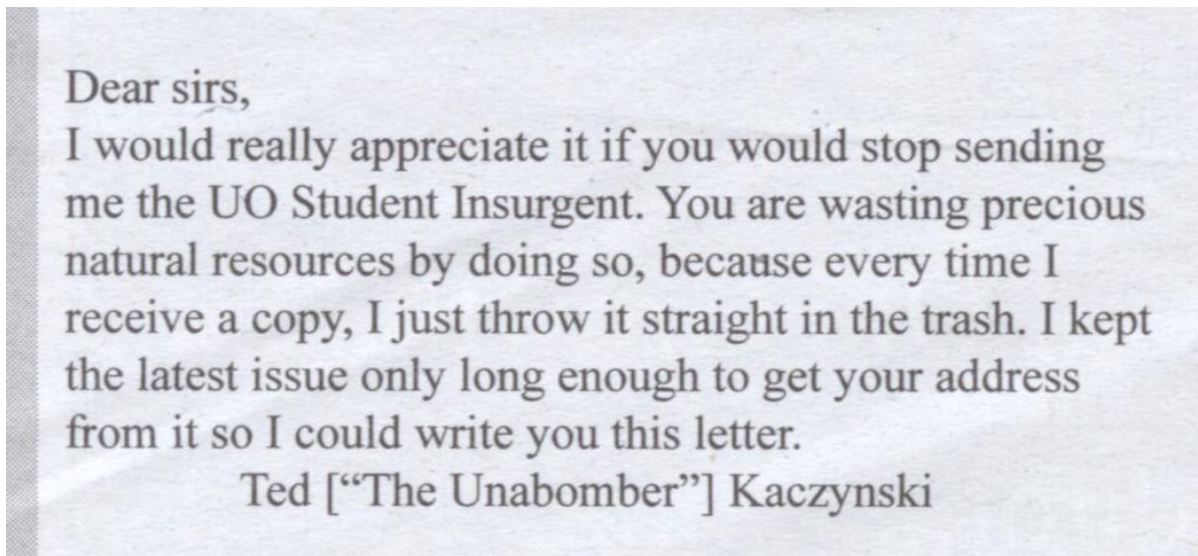 Dear sirs,
I would really appreciate it if you would stop sending
me the UO Student Insurgent. You are wasting precious
natural resources by doing so, because every time I
receive a copy, I just throw it straight in the trash. I kept
the latest issue only long enough to get your address
from it so I could write you this letter.
Ted [“The Unabomber”] Kaczynski